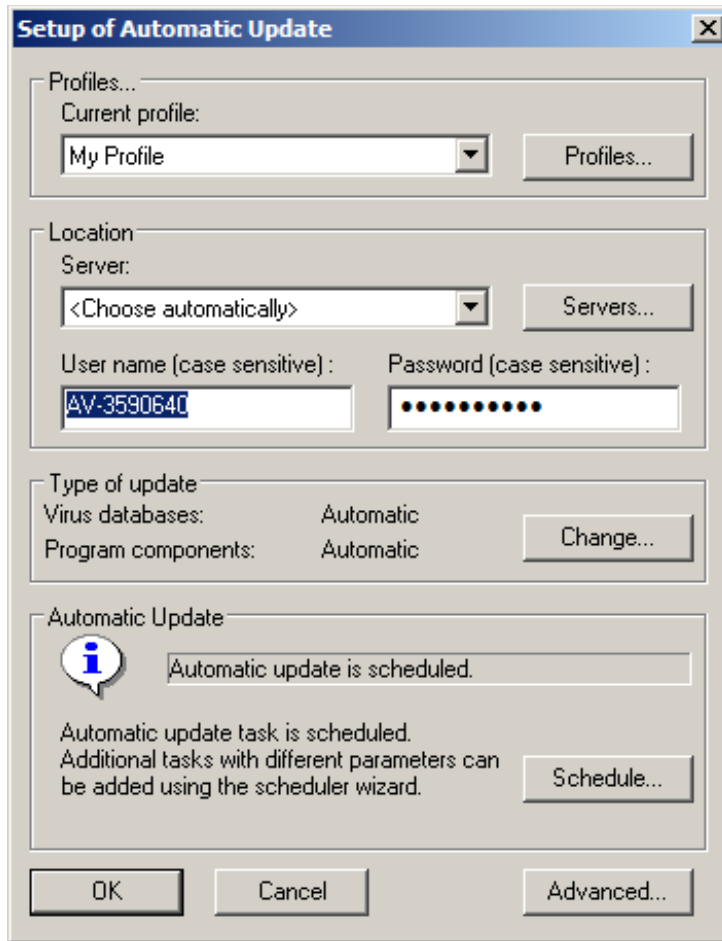 Setup of Automatic Update
Profiles...
Current profile:
My Profile
Profiles...
Location
Server:
<Choose automatically>
Servers...
User name (case sensitive) :
Password (case sensitive) :
AV-3590640
●●●●●●●●●●
Type of update
Virus databases: Automatic
Program components: Automatic
Change...
Automatic Update
Automatic update is scheduled.
Automatic update task is scheduled.
Additional tasks with different parameters can
be added using the scheduler wizard.
Schedule...
OK
Cancel
Advanced...